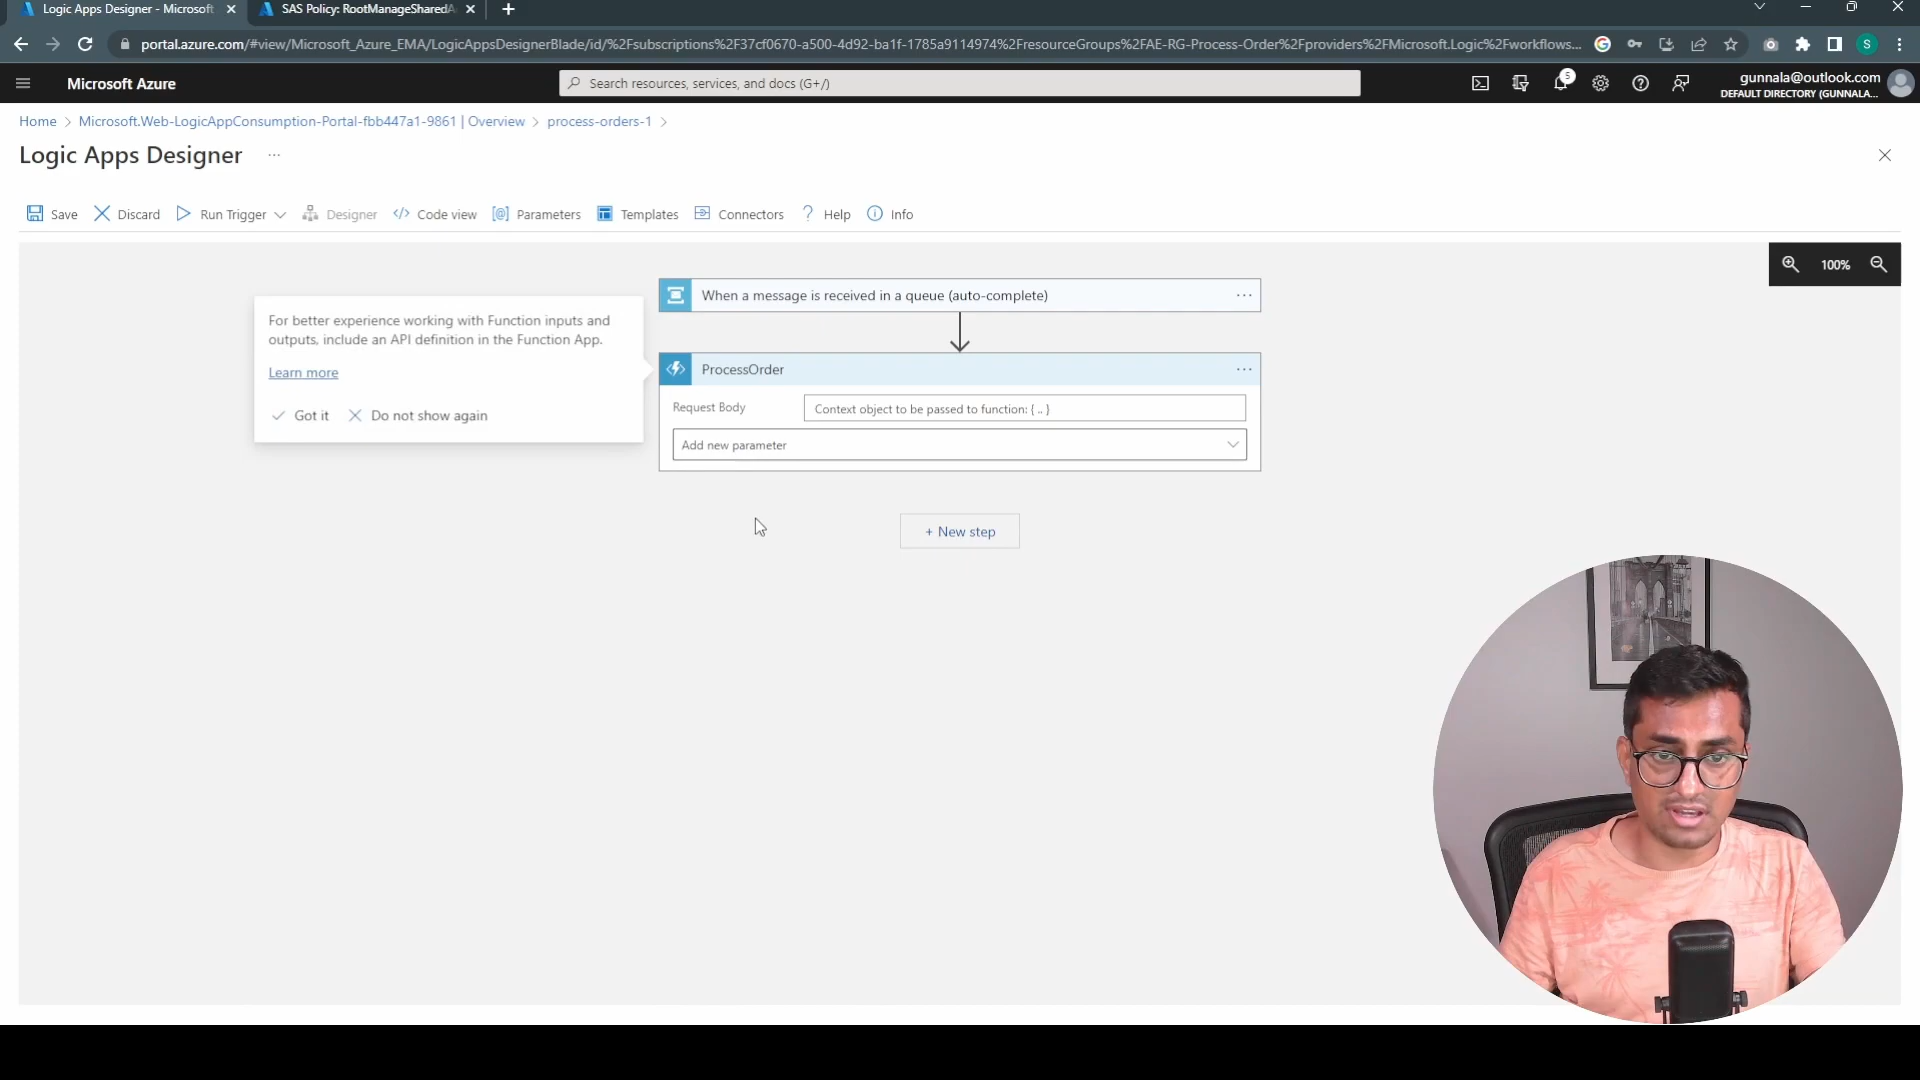 Logic Apps Designer - Microsoft
SAS Policy: RootManageSharedA
portal.azure.com/#view/Microsoft_Azure_EMA/LogicAppsDesignerBlade/id/%2Fsubscriptions%2F37cf0670-a500-4d92-ba1f-1785a9114974%2FresourceGroups%2FAE-RG-Process-Order%2Fproviders%2FMicrosoft.Logic%2Fworkflows...
S
Microsoft Azure
Search resources, services, and docs (G+/)
5
gunnala@outlook.com
DEFAULT DIRECTORY (GUNNALA...
Home > Microsoft.Web-LogicAppConsumption-Portal-fbb447a1-9861 | Overview > process-orders-1 >
Logic Apps Designer ...
Save Discard Run Trigger Designer Code view Parameters Templates Connectors Help Info
100%
When a message is received in a queue (auto-complete)
For better experience working with Function inputs and
outputs, include an API definition in the Function App.
Learn more
Got it Do not show again
ProcessOrder
Request Body Context object to be passed to function: { .. }
Add new parameter
+ New step